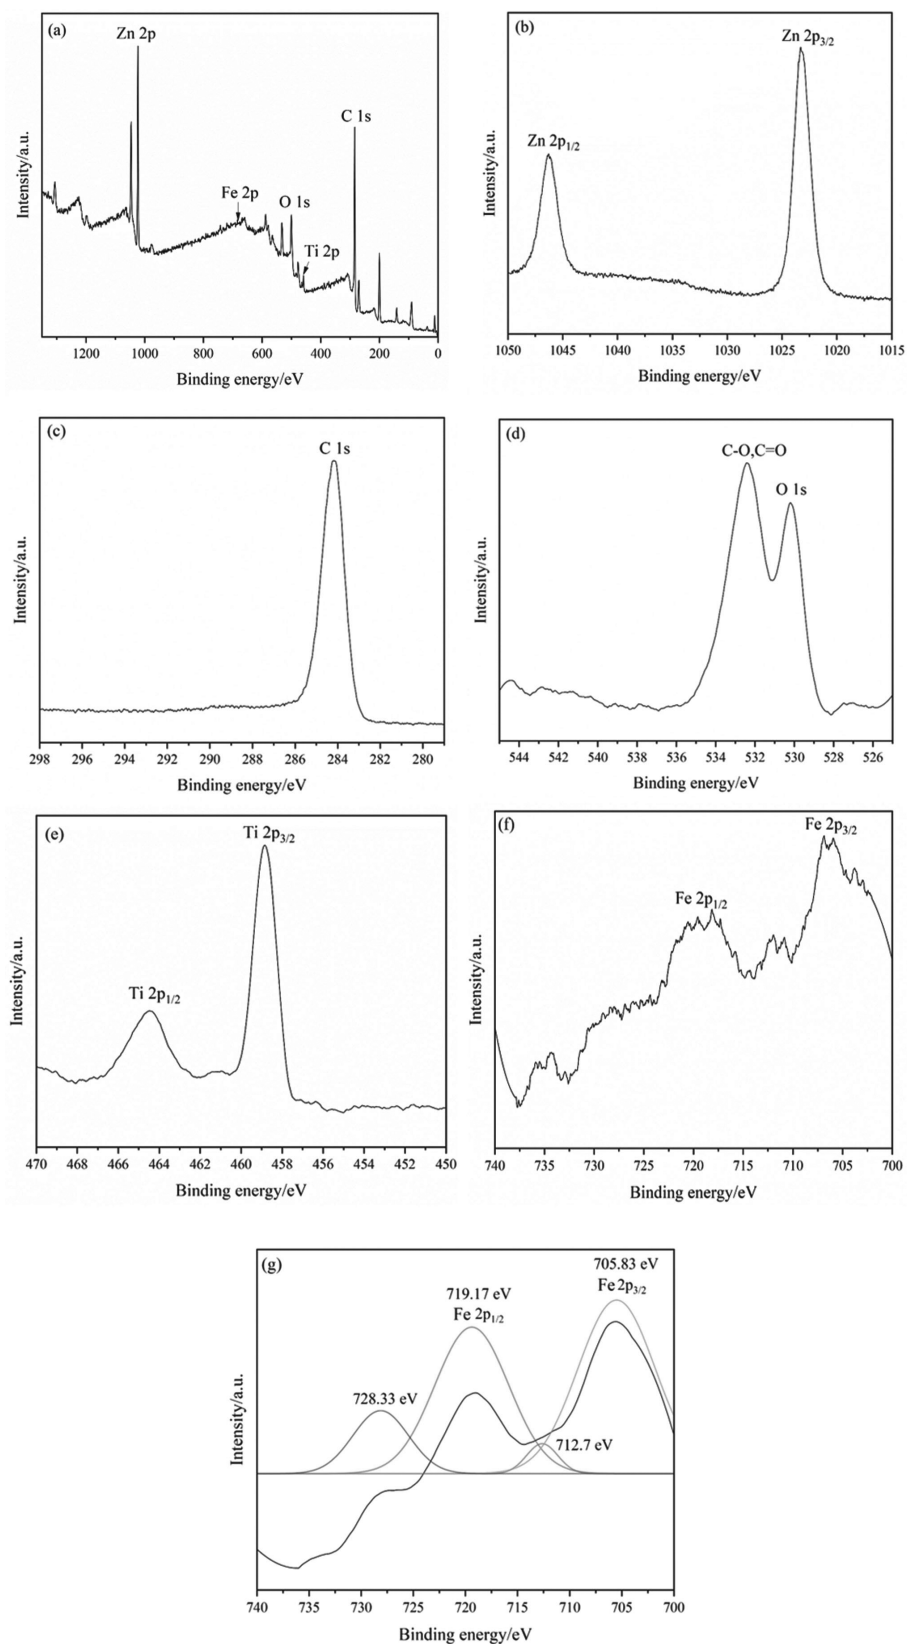 (a)
Zn 2p
C 1s
Fe 2p
O 1s
Ti 2p
Intensity/a.u.
1200 1000 800 600 400 200 0
Binding energy/eV
(b)
Zn 2p3/2
Zn 2p1/2
Intensity/a.u.
1050 1045 1040 1035 1030 1025 1020 1015
Binding energy/eV
(c)
C 1s
Intensity/a.u.
298 296 294 292 290 288 286 284 282 280
Binding energy/eV
(d)
C-O,C=O
O 1s
Intensity/a.u.
544 542 540 538 536 534 532 530 528 526
Binding energy/eV
(e)
Ti 2p3/2
Ti 2p1/2
Intensity/a.u.
470 468 466 464 462 460 458 456 454 452 450
Binding energy/eV
(f)
Fe 2p3/2
Fe 2p1/2
Intensity/a.u.
740 735 730 725 720 715 710 705 700
Binding energy/eV
(g)
705.83 eV
Fe 2p3/2
719.17 eV
Fe 2p1/2
728.33 eV
712.7 eV
Intensity/a.u.
740 735 730 725 720 715 710 705 700
Binding energy/eV